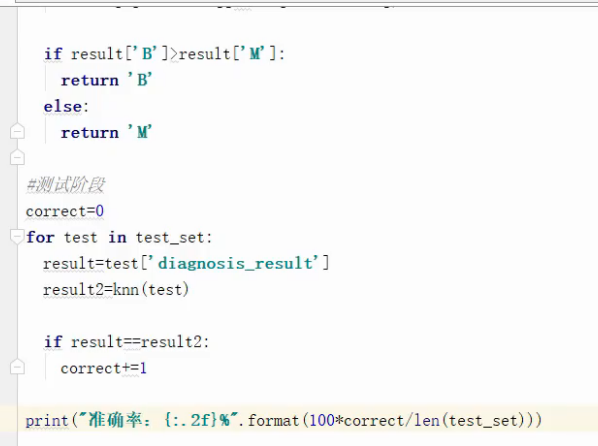 if result['B']>result['M']:
return 'B'
else:
return 'M'
#测试阶段
correct=0
for test in test_set:
result=test['diagnosis_result']
result2=knn(test)
if result==result2:
correct+=1
print("准确率：{:.2f}%".format(100*correct/len(test_set)))